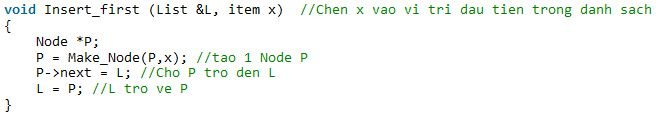 void Insert_first (List &L, item x)  //Chen x vao vi tri dau tien trong danh sach
{
    Node *P;
    P = Make_Node(P,x); //tao 1 Node P
    P->next = L; //Cho P tro den L
    L = P; //L tro ve P
}